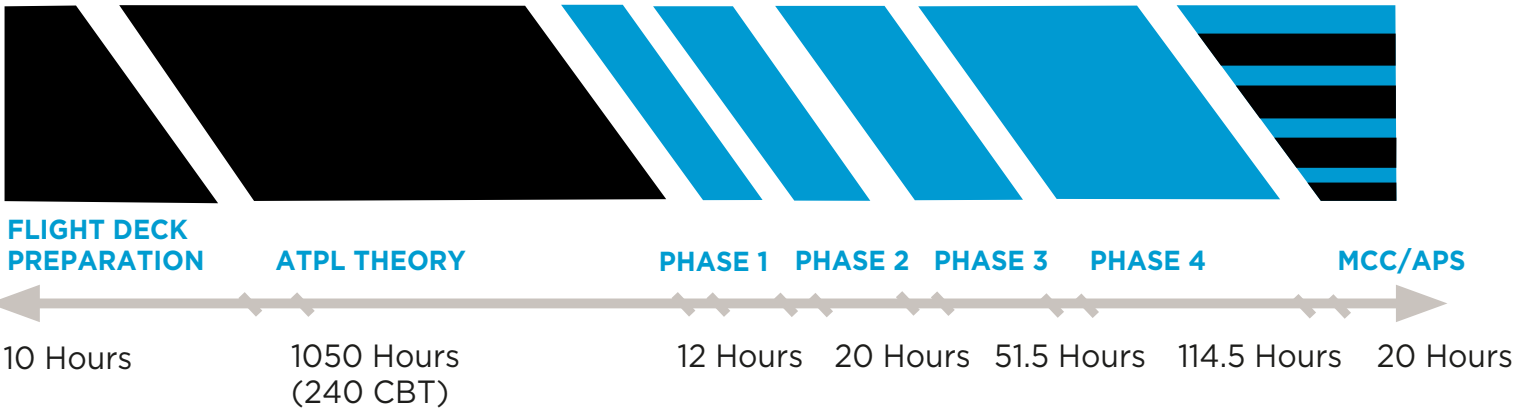 FLIGHT DECK
PREPARATION
ATPL THEORY
PHASE 1
PHASE 2
PHASE 3
PHASE 4
MCC/APS
10 Hours
1050 Hours
(240 CBT)
12 Hours
20 Hours
51.5 Hours
114.5 Hours
20 Hours